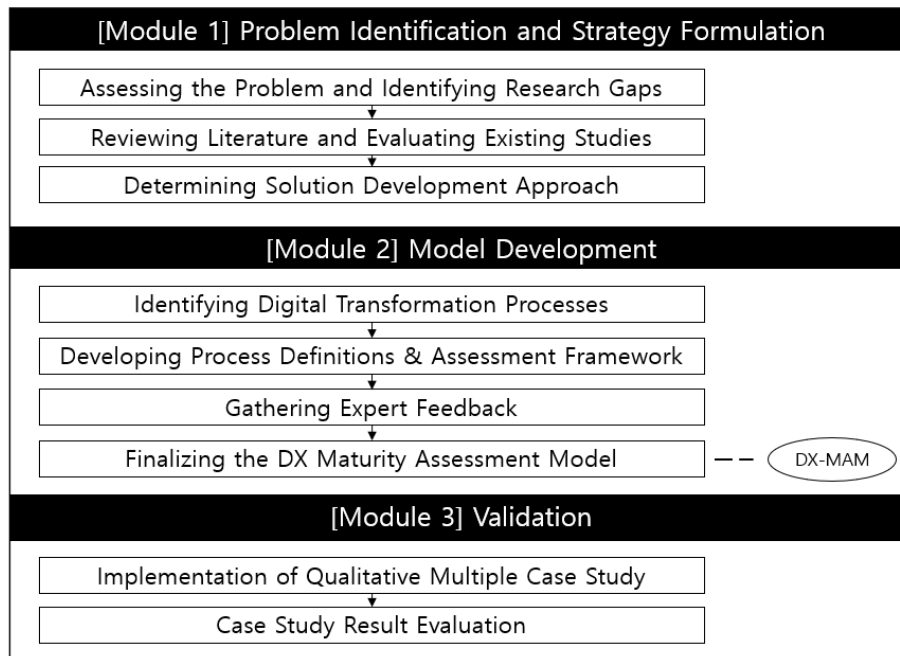 [Module 1] Problem Identification and Strategy Formulation
Assessing the Problem and Identifying Research Gaps
Reviewing Literature and Evaluating Existing Studies
Determining Solution Development Approach
[Module 2] Model Development
Identifying Digital Transformation Processes
Developing Process Definitions & Assessment Framework
Gathering Expert Feedback
Finalizing the DX Maturity Assessment Model
DX-MAM
[Module 3] Validation
Implementation of Qualitative Multiple Case Study
Case Study Result Evaluation